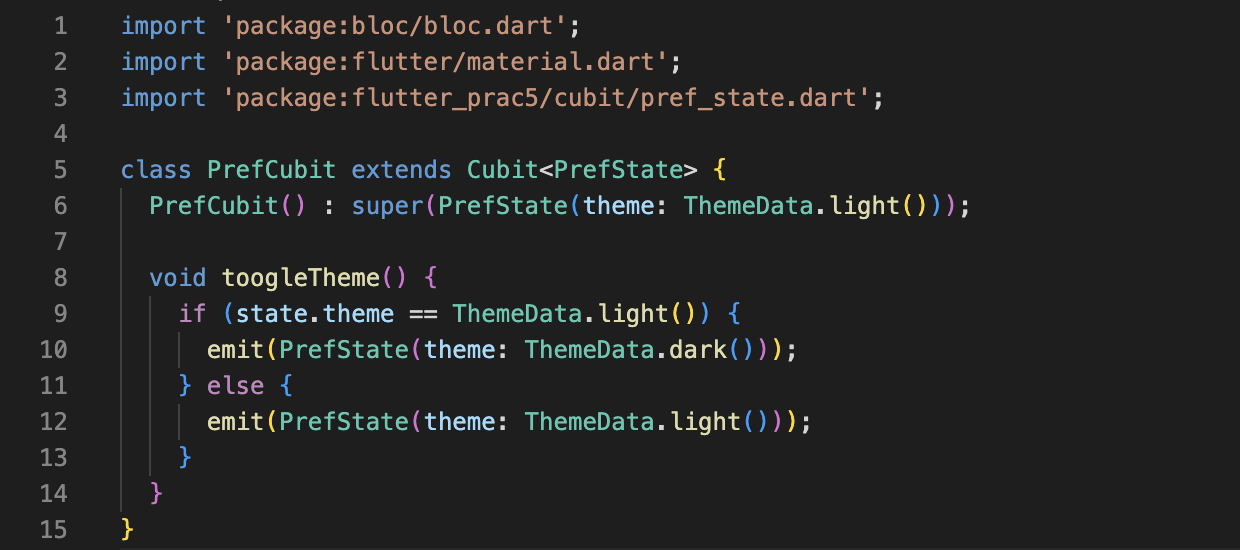 1 import 'package:bloc/bloc.dart';
2 import 'package:flutter/material.dart';
3 import 'package:flutter_prac5/cubit/pref_state.dart';
4
5 class PrefCubit extends Cubit<PrefState> {
6   PrefCubit() : super(PrefState(theme: ThemeData.light()));
7
8   void toogleTheme() {
9     if (state.theme == ThemeData.light()) {
10       emit(PrefState(theme: ThemeData.dark()));
11     } else {
12       emit(PrefState(theme: ThemeData.light()));
13     }
14   }
15 }